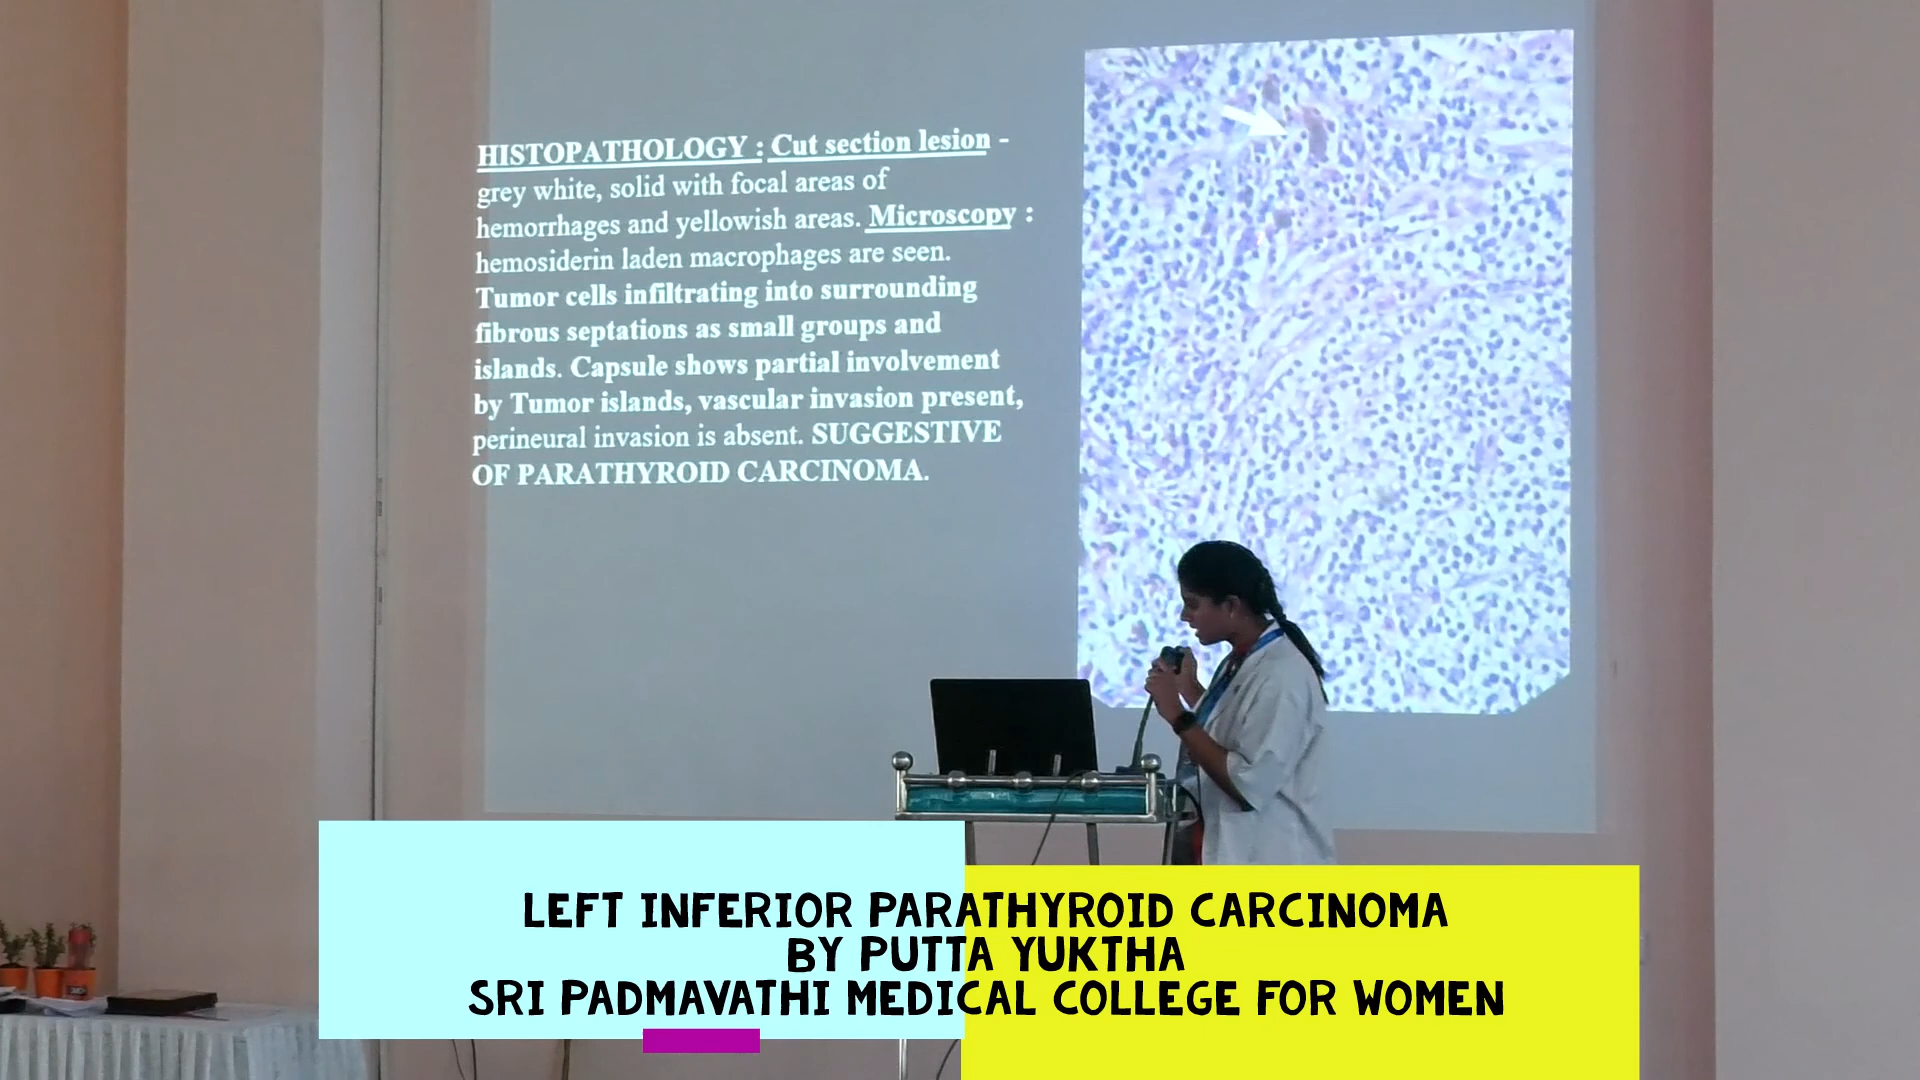 HISTOPATHOLOGY : Cut section lesion -
grey white, solid with focal areas of
hemorrhages and yellowish areas. Microscopy :
hemosiderin laden macrophages are seen.
Tumor cells infiltrating into surrounding
fibrous septations as small groups and
islands. Capsule shows partial involvement
by Tumor islands, vascular invasion present,
perineural invasion is absent. SUGGESTIVE
OF PARATHYROID CARCINOMA.
LEFT INFERIOR PARATHYROID CARCINOMA
BY PUTTA YUKTHA
SRI PADMAVATHI MEDICAL COLLEGE FOR WOMEN